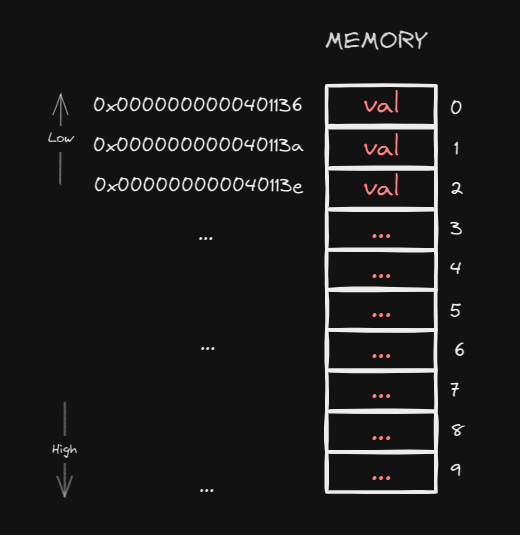 MEMORY
0x0000000000401136 val 0
Low
0x000000000040113a val 1
0x000000000040113e val 2
... ... 3
... 4
... 5
... ... 6
... 7
High
... 8
... ... 9